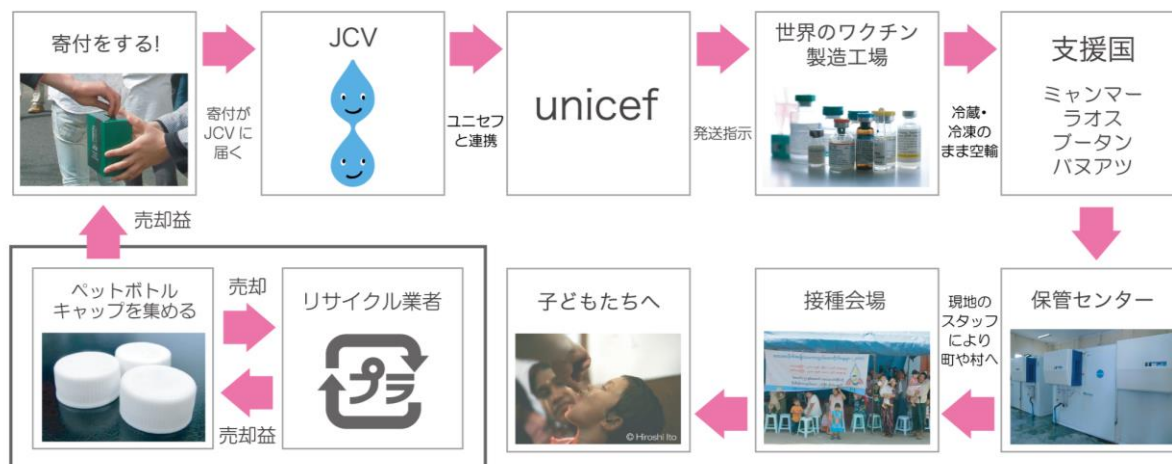 寄付をする!
寄付が
JCVに
届く
JCV
ユニセフ
と連携
unicef
発送指示
世界のワクチン
製造工場
冷蔵・
冷凍の
まま空輸
支援国
ミャンマー
ラオス
ブータン
バヌアツ
売却益
ペットボトル
キャップを集める
売却
売却益
リサイクル業者
プラ
子どもたちへ
© Hiroshi Ito
接種会場
現地の
スタッフ
により
町や村へ
保管センター